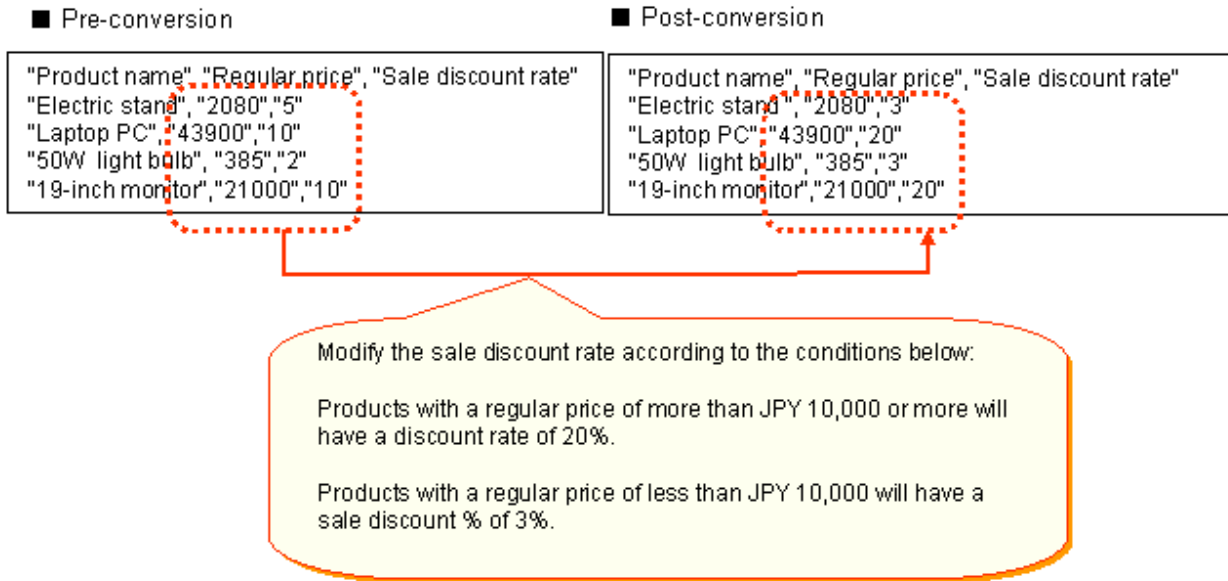 ■ Pre-conversion
"Product name", "Regular price", "Sale discount rate"
"Electric stand", "2080","5"
"Laptop PC", "43900","10"
"50W light bulb", "385","2"
"19-inch monitor","21000","10"
■ Post-conversion
"Product name", "Regular price", "Sale discount rate"
"Electric stand", "2080","3"
"Laptop PC", "43900","20"
"50W light bulb", "385","3"
"19-inch monitor","21000","20"
Modify the sale discount rate according to the conditions below:
Products with a regular price of more than JPY 10,000 or more will
have a discount rate of 20%.
Products with a regular price of less than JPY 10,000 will have a
sale discount % of 3%.